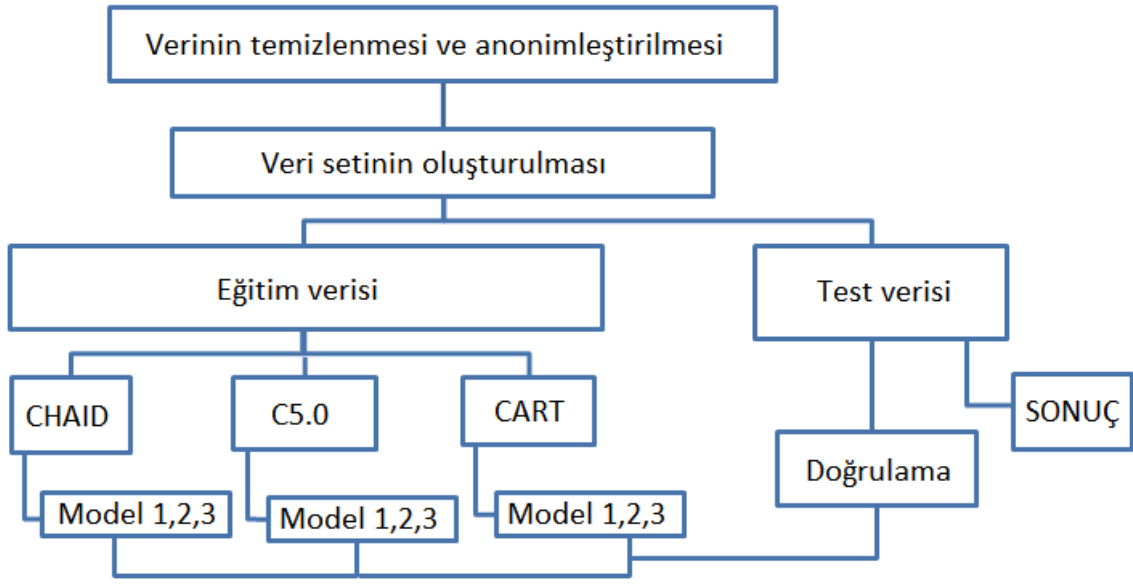 Verinin temizlenmesi ve anonimleştirilmesi
Veri setinin oluşturulması
Eğitim verisi
Test verisi
CHAID
C5.0
CART
SONUÇ
Doğrulama
Model 1,2,3
Model 1,2,3
Model 1,2,3